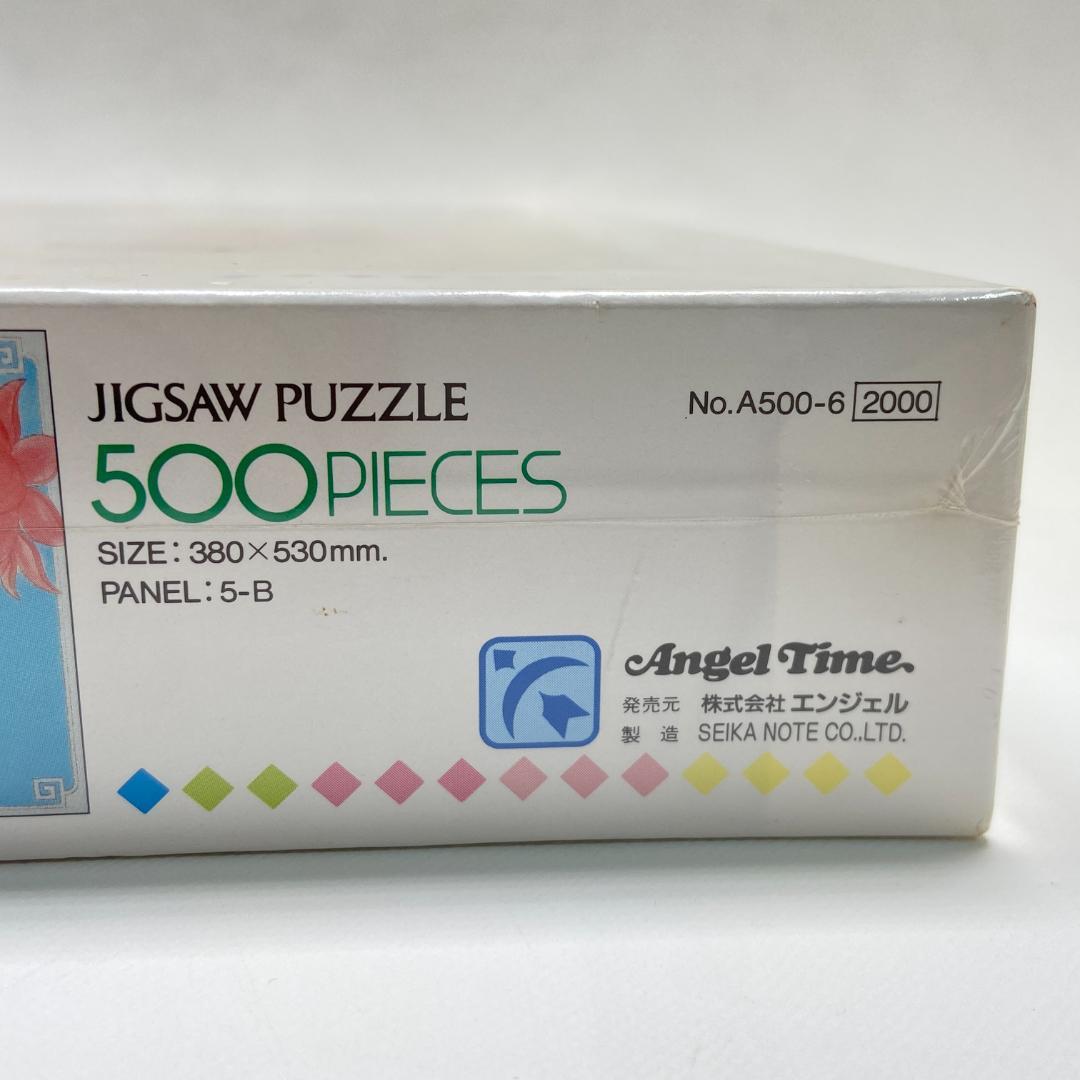 JIGSAW PUZZLE
No.A500-6 2000
500PIECES
SIZE:380×530mm.
PANEL:5-B
Angel Time.
発売元 株式会社エンジェル
製造 SEIKA NOTE CO.,LTD.